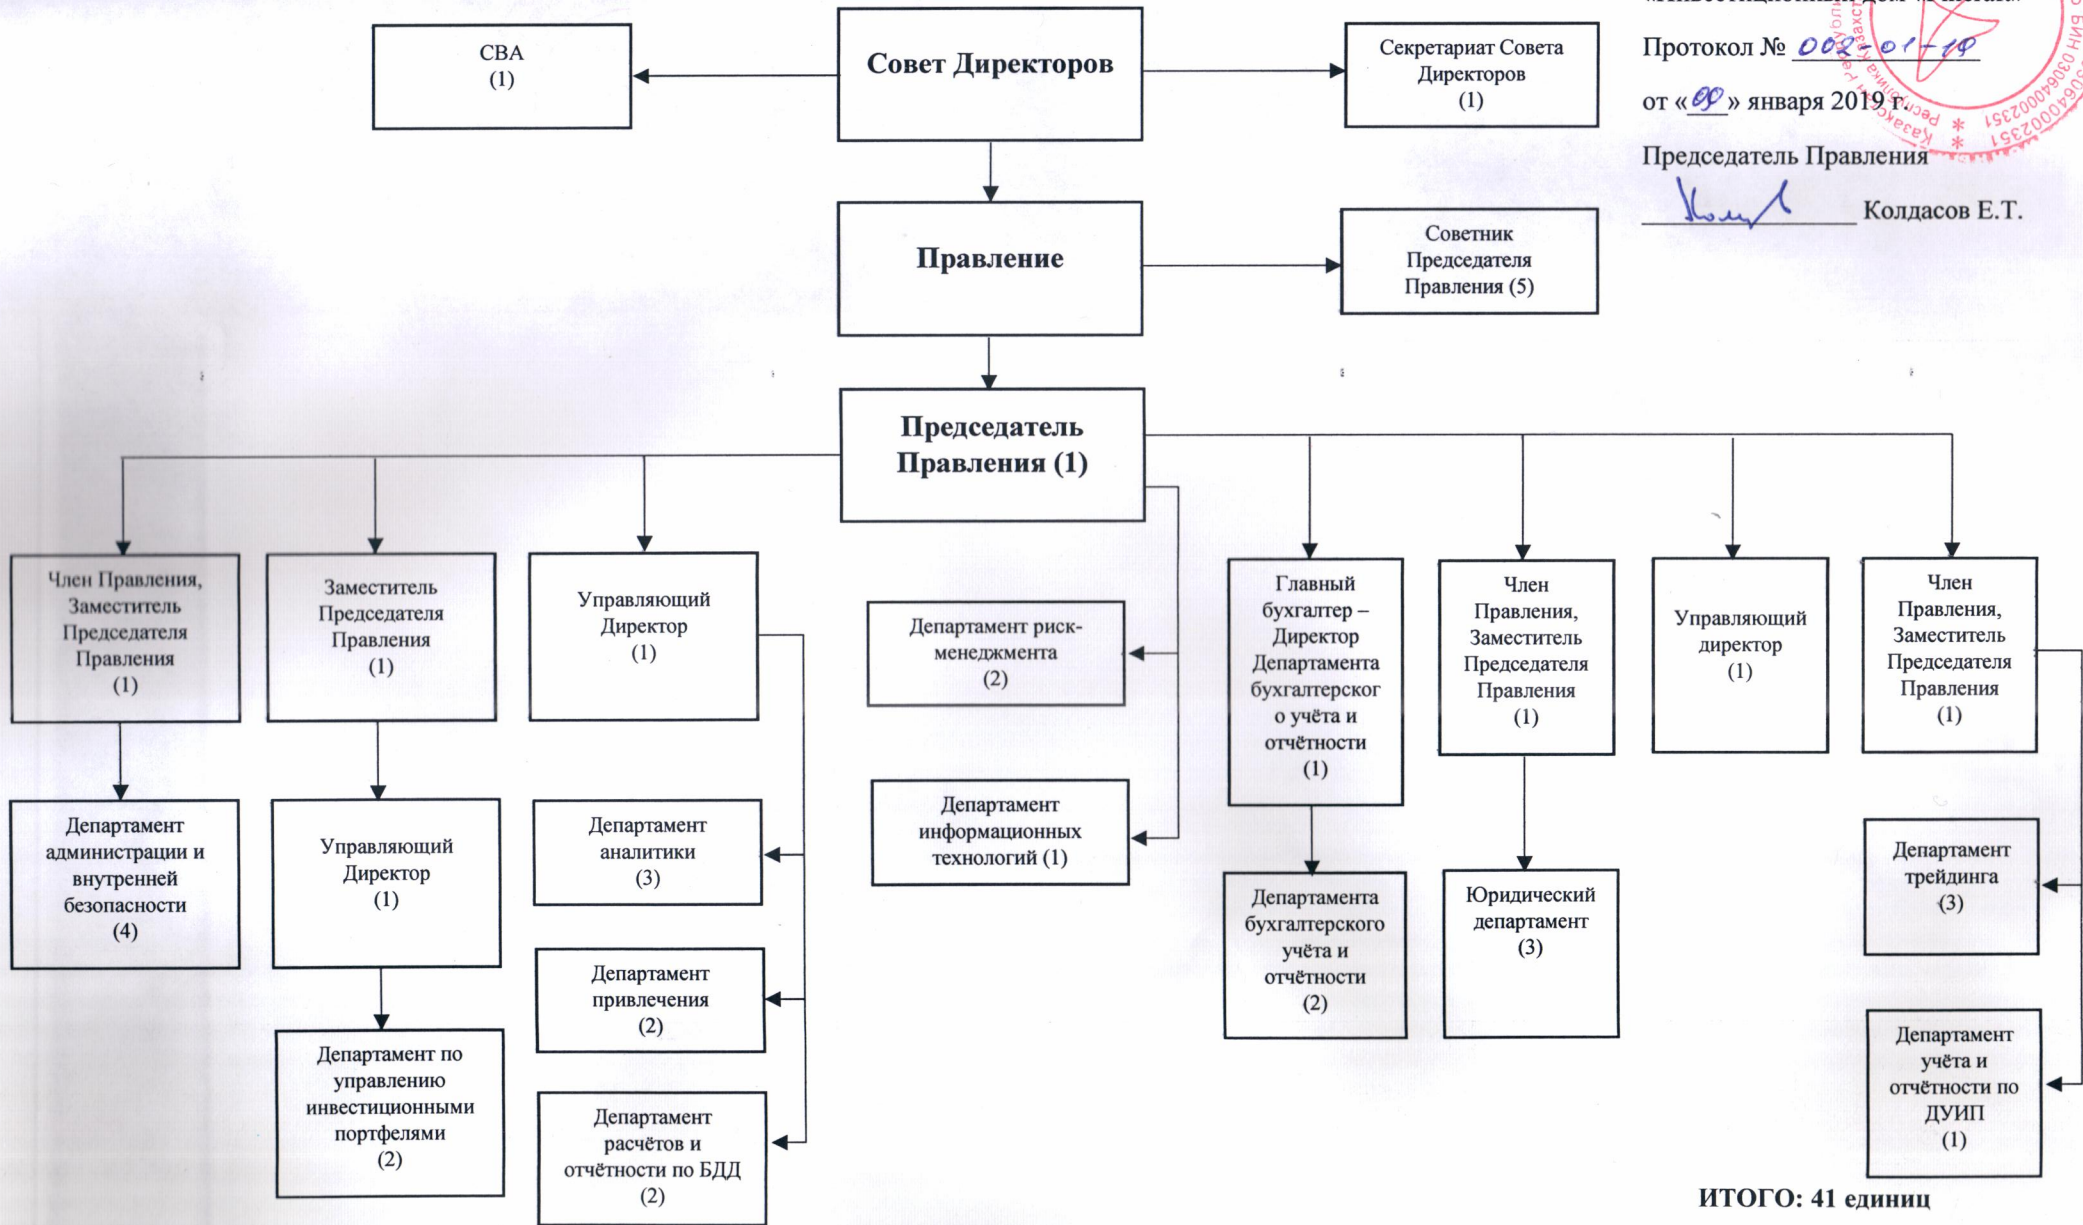 Протокол № 002-01-19
от «09» января 2019 г.
Председатель Правления
Колдасов Е.Т.
СВА
(1)
Совет Директоров
Секретариат Совета
Директоров
(1)
Правление
Советник
Председателя
Правления (5)
Председатель
Правления (1)
Член Правления,
Заместитель
Председателя
Правления
(1)
Заместитель
Председателя
Правления
(1)
Управляющий
Директор
(1)
Департамент риск-
менеджмента
(2)
Департамент
информационных
технологий (1)
Главный
бухгалтер –
Директор
Департамента
бухгалтерског
о учёта и
отчётности
(1)
Член
Правления,
Заместитель
Председателя
Правления
(1)
Управляющий
директор
(1)
Член
Правления,
Заместитель
Председателя
Правления
(1)
Департамент
администрации и
внутренней
безопасности
(4)
Управляющий
Директор
(1)
Департамент
аналитики
(3)
Департамента
бухгалтерского
учёта и
отчётности
(2)
Юридический
департамент
(3)
Департамент
трейдинга
(3)
Департамент
привлечения
(2)
Департамент по
управлению
инвестиционными
портфелями
(2)
Департамент
расчётов и
отчётности по БДД
(2)
Департамент
учёта и
отчётности по
ДУИП
(1)
ИТОГО: 41 единиц